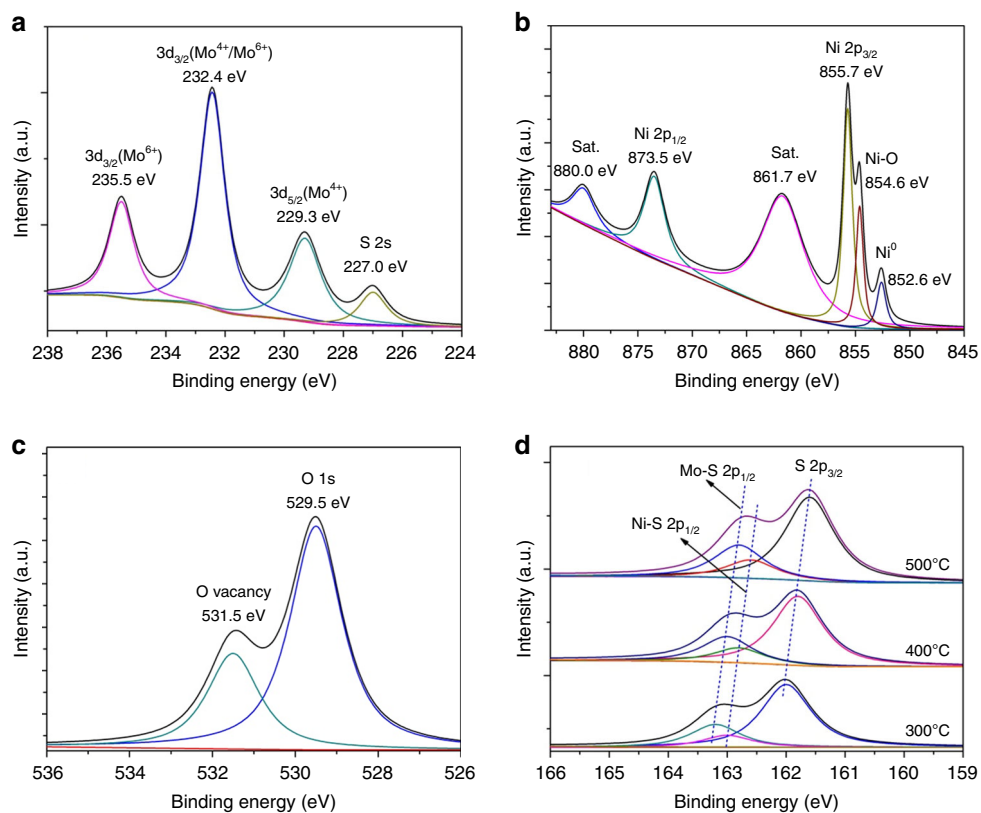 a
3d3/2(Mo4+/Mo6+)
232.4 eV
3d3/2(Mo6+)
235.5 eV
3d5/2(Mo4+)
229.3 eV
S 2s
227.0 eV
Intensity (a.u.)
238 236 234 232 230 228 226 224
Binding energy (eV)
b
Ni 2p3/2
855.7 eV
Ni 2p1/2
873.5 eV
Sat.
880.0 eV
Sat.
861.7 eV
Ni-O
854.6 eV
Ni0
852.6 eV
Intensity (a.u.)
880 875 870 865 860 855 850 845
Binding energy (eV)
c
O 1s
529.5 eV
O vacancy
531.5 eV
Intensity (a.u.)
536 534 532 530 528 526
Binding energy (eV)
d
Mo-S 2p1/2
S 2p3/2
Ni-S 2p1/2
500°C
400°C
300°C
Intensity (a.u.)
166 165 164 163 162 161 160 159
Binding energy (eV)